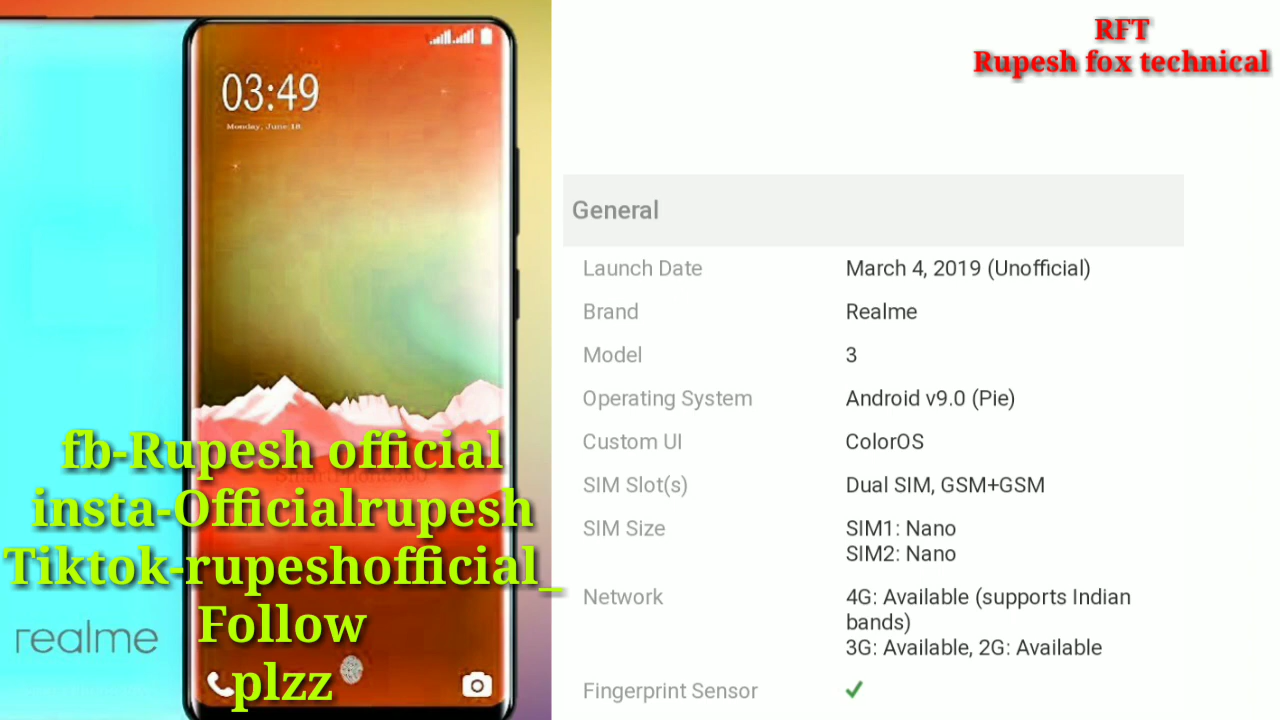 RFT
Rupesh fox technical
03:49
Monday, June 18
General
Launch Date March 4, 2019 (Unofficial)
Brand Realme
Model 3
Operating System Android v9.0 (Pie)
Custom UI ColorOS
SIM Slot(s) Dual SIM, GSM+GSM
SIM Size SIM1: Nano
SIM2: Nano
Network 4G: Available (supports Indian
bands)
3G: Available, 2G: Available
Fingerprint Sensor
fb-Rupesh official
insta-Officialrupesh
Tiktok-rupeshofficial_
Follow
plzz
realme